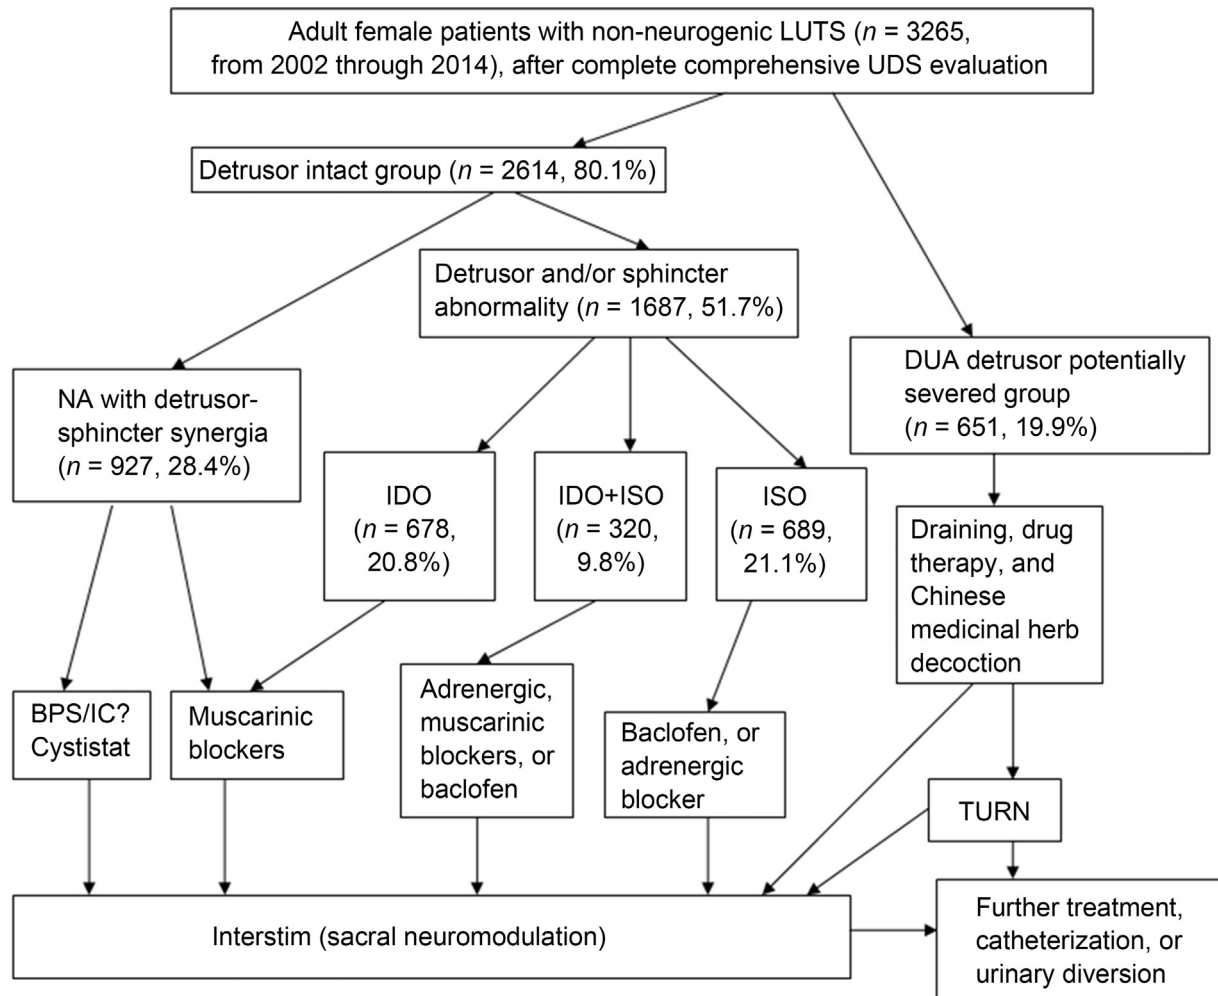 Adult female patients with non-neurogenic LUTS (n = 3265,
from 2002 through 2014), after complete comprehensive UDS evaluation
Detrusor intact group (n = 2614, 80.1%)
Detrusor and/or sphincter
abnormality (n = 1687, 51.7%)
DUA detrusor potentially
severed group
(n = 651, 19.9%)
NA with detrusor-
sphincter synergia
(n = 927, 28.4%)
IDO
(n = 678,
20.8%)
IDO+ISO
(n = 320,
9.8%)
ISO
(n = 689,
21.1%)
Draining, drug
therapy, and
Chinese
medicinal herb
decoction
BPS/IC?
Cystistat
Muscarinic
blockers
Adrenergic,
muscarinic
blockers, or
baclofen
Baclofen, or
adrenergic
blocker
TURN
Interstim (sacral neuromodulation)
Further treatment,
catheterization, or
urinary diversion